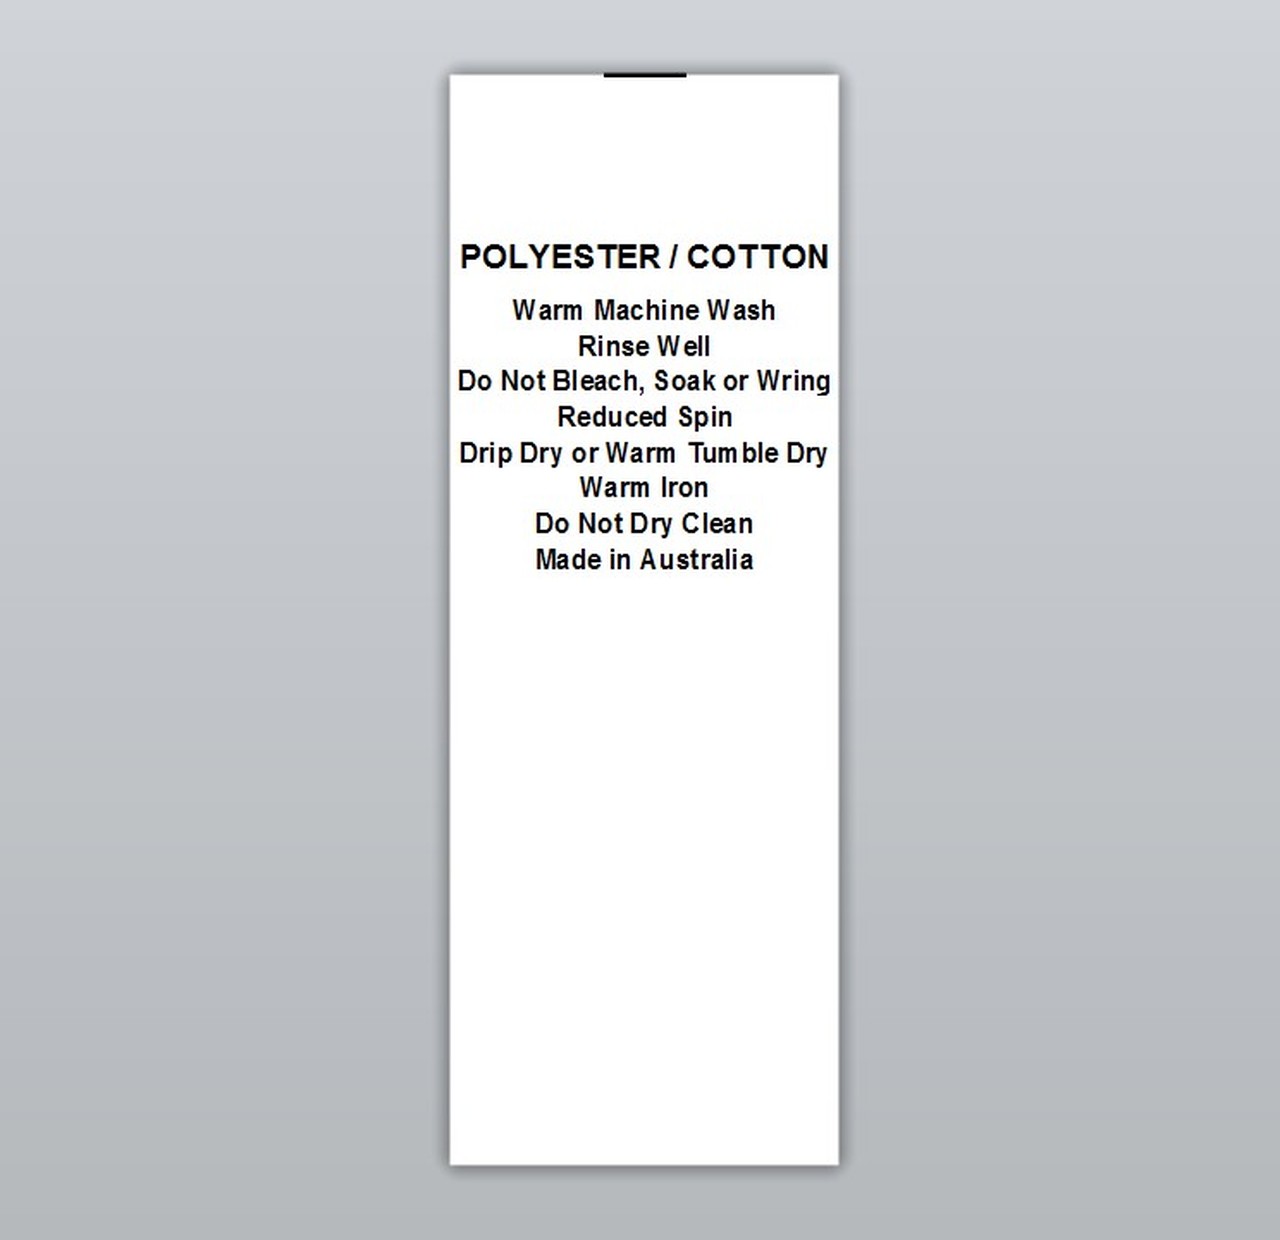 POLYESTER / COTTON
Warm Machine Wash
Rinse Well
Do Not Bleach, Soak or Wring
Reduced Spin
Drip Dry or Warm Tumble Dry
Warm Iron
Do Not Dry Clean
Made in Australia